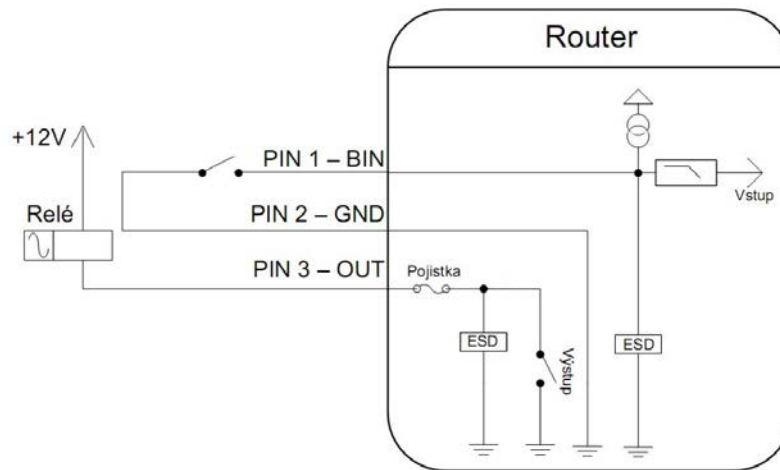 Router
+12V
PIN 1 – BIN
Vstup
Relé
PIN 2 – GND
PIN 3 – OUT
Pojistka
ESD
Výstup
ESD